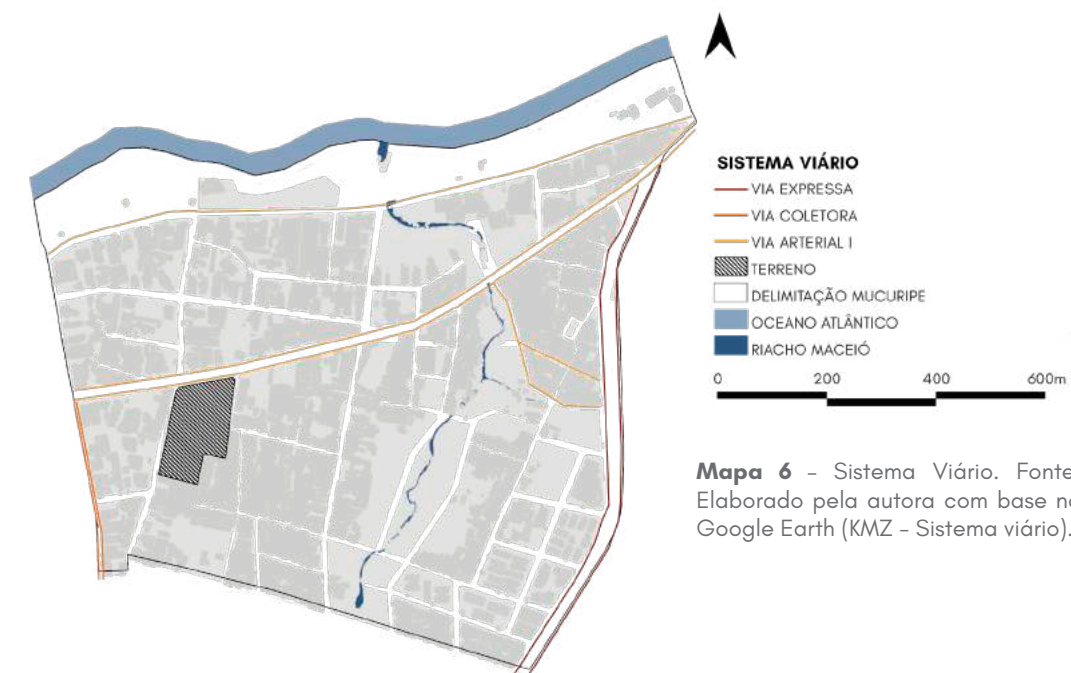 SISTEMA VIÁRIO
VIA EXPRESSA
VIA COLETORA
VIA ARTERIAL I
TERRENO
DELIMITAÇÃO MUCURIPE
OCEANO ATLÂNTICO
RIACHO MACEIÓ
0 200 400 600m
Mapa 6 - Sistema Viário. Fonte
Elaborado pela autora com base no
Google Earth (KMZ - Sistema viário).